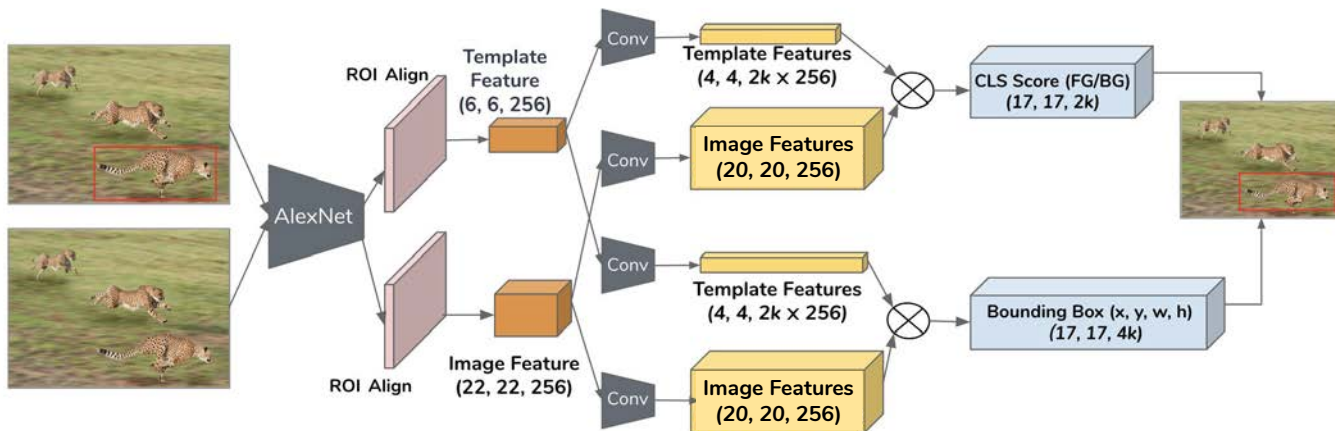 AlexNet
ROI Align
Template
Feature
(6, 6, 256)
ROI Align
Image Feature
(22, 22, 256)
Conv
Template Features
(4, 4, 2k x 256)
Conv
Image Features
(20, 20, 256)
Conv
Template Features
(4, 4, 2k x 256)
Conv
Image Features
(20, 20, 256)
CLS Score (FG/BG)
(17, 17, 2k)
Bounding Box (x, y, w, h)
(17, 17, 4k)